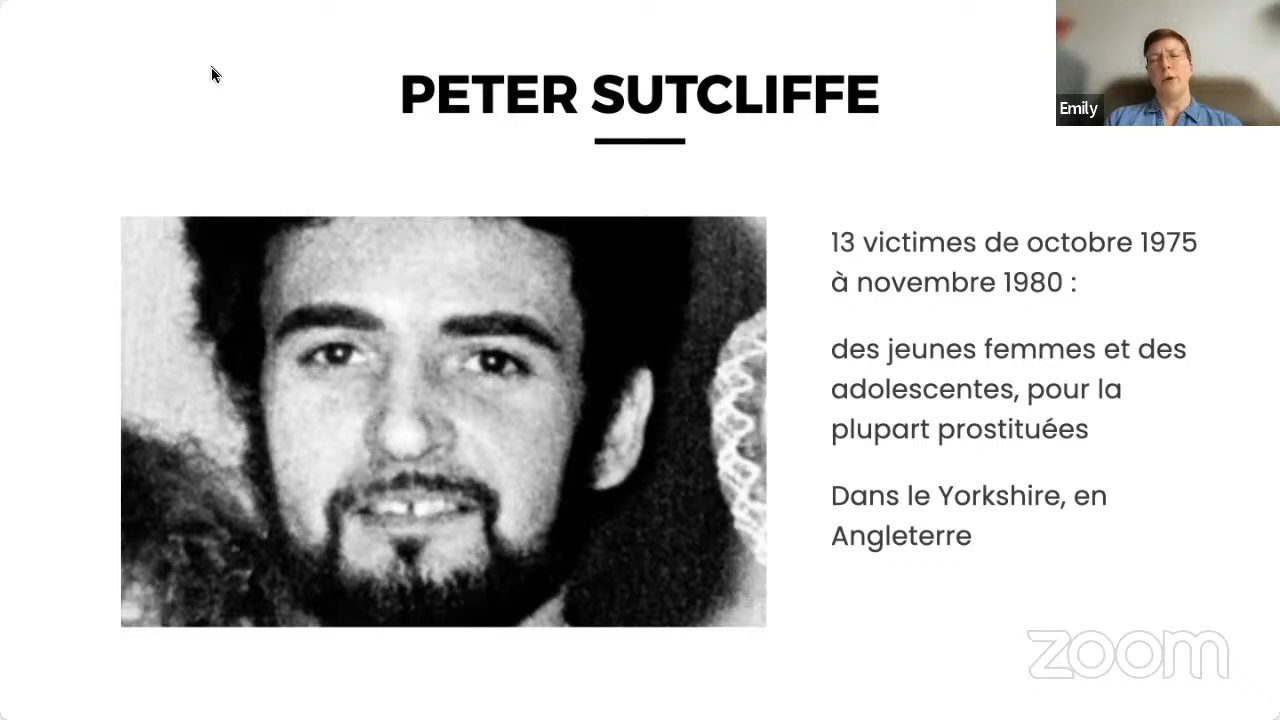 PETER SUTCLIFFE
Emily
13 victimes de octobre 1975
à novembre 1980 :
des jeunes femmes et des
adolescentes, pour la
plupart prostituées
Dans le Yorkshire, en
Angleterre
zoom